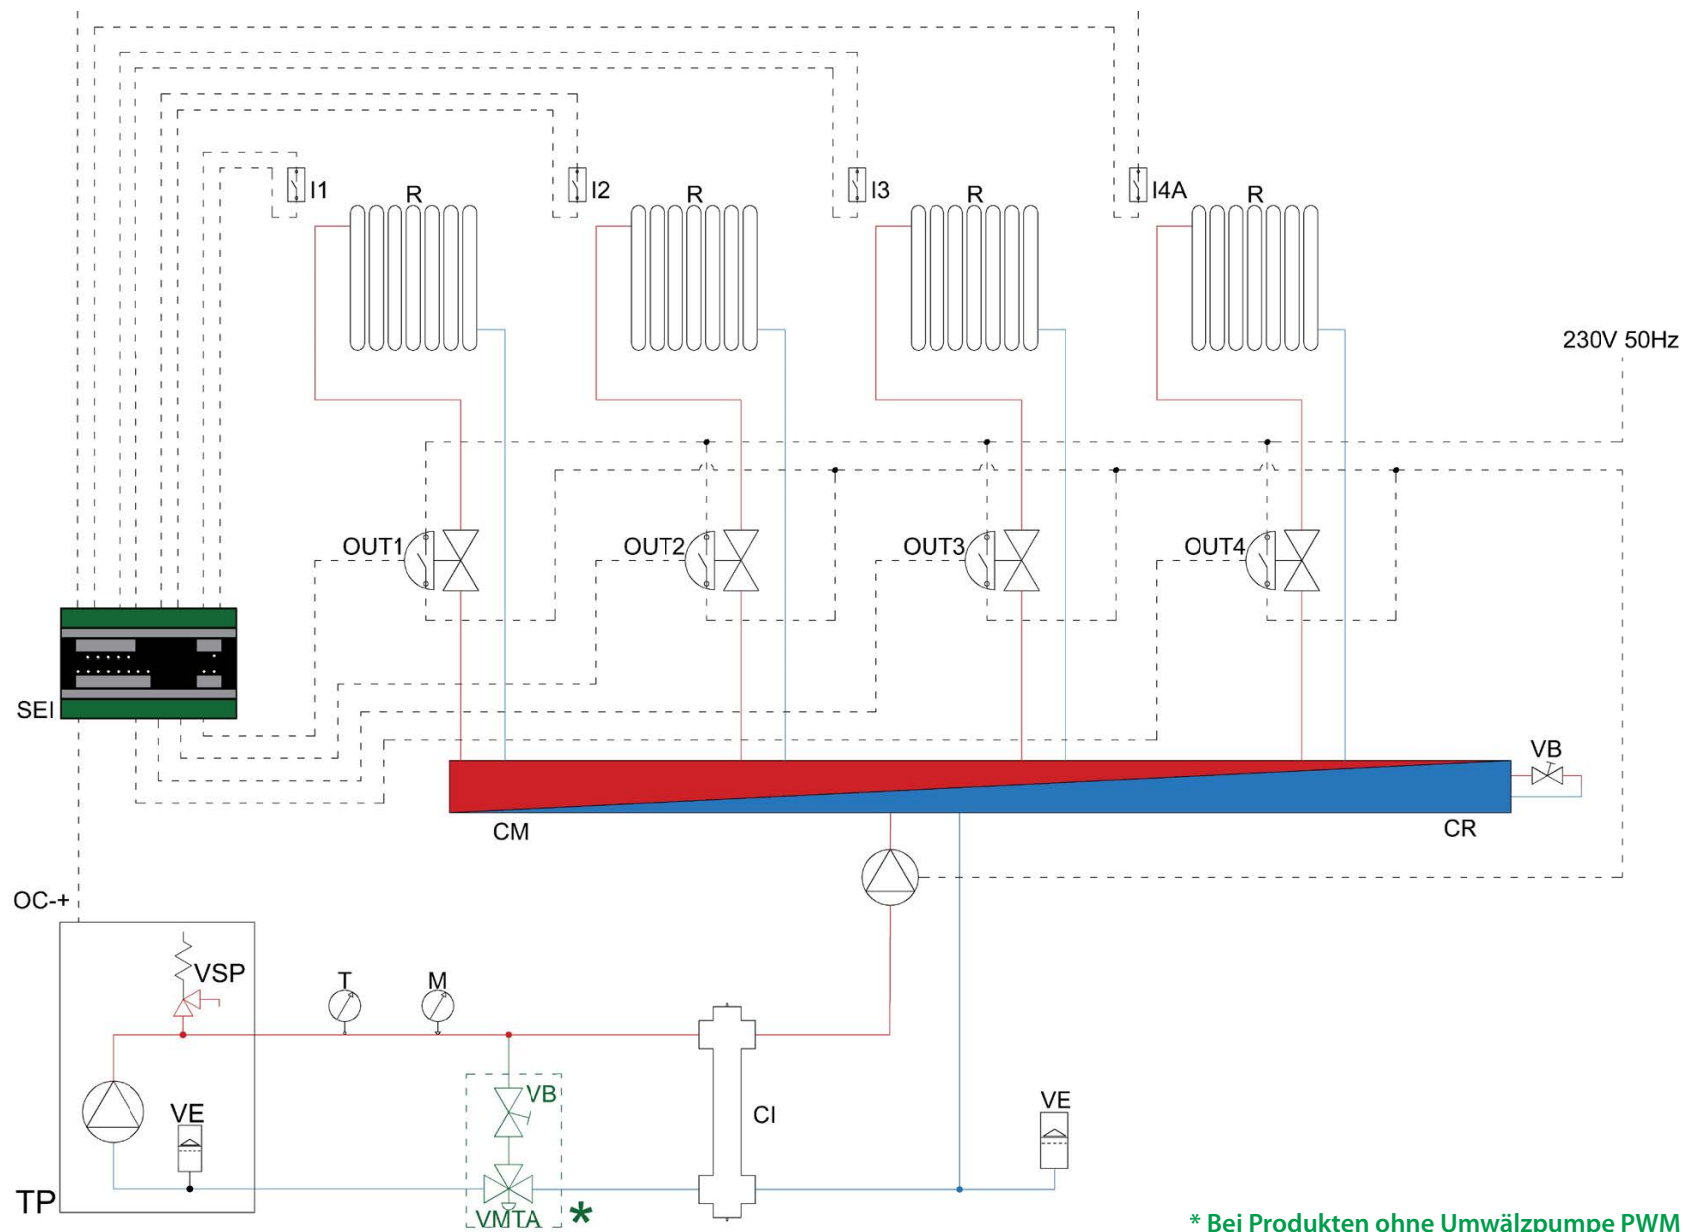 I1
R
I2
R
I3
R
I4A
R
230V 50Hz
OUT1
OUT2
OUT3
OUT4
SEI
VB
CM
CR
OC-+
VSP
T
M
VB
VE
CI
VE
TP
VMTA *
* Bei Produkten ohne Umwälzpumpe PWM